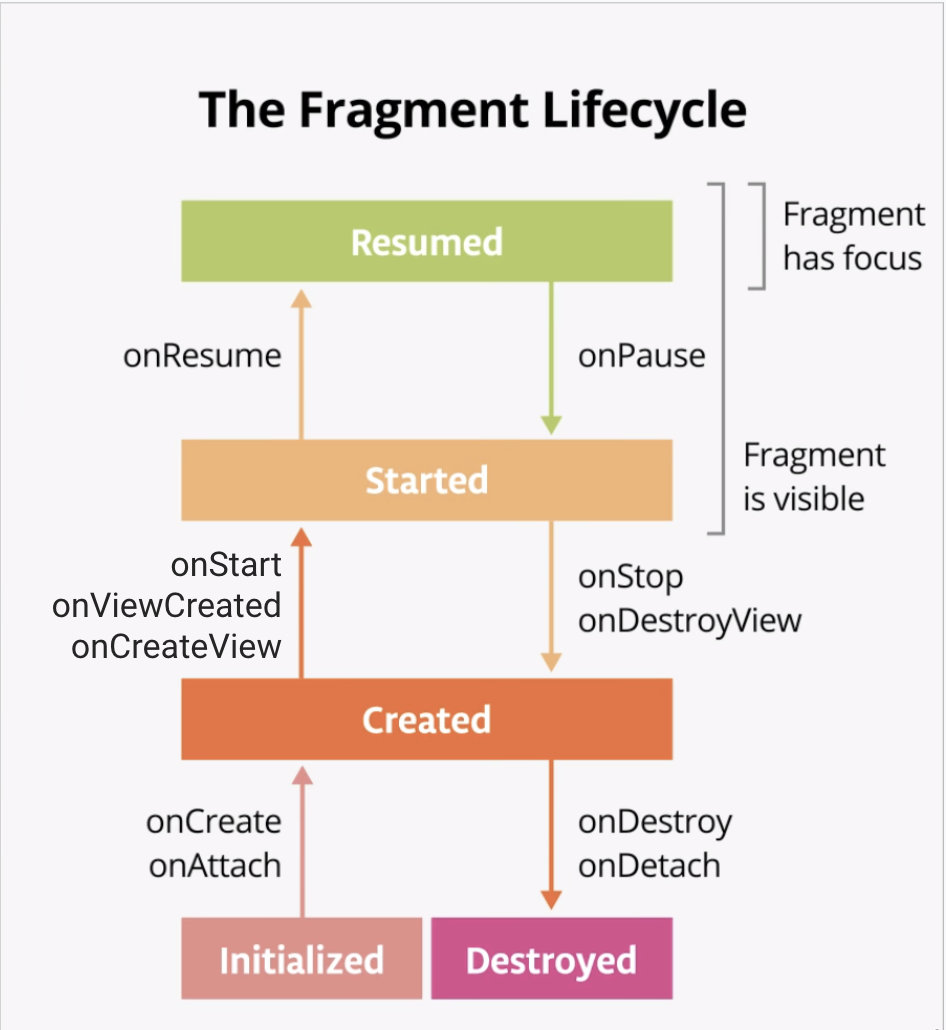 The Fragment Lifecycle
Resumed
Fragment
has focus
onResume
onPause
Started
Fragment
is visible
onStart
onViewCreated
onCreateView
onStop
onDestroyView
Created
onCreate
onAttach
onDestroy
onDetach
Initialized
Destroyed